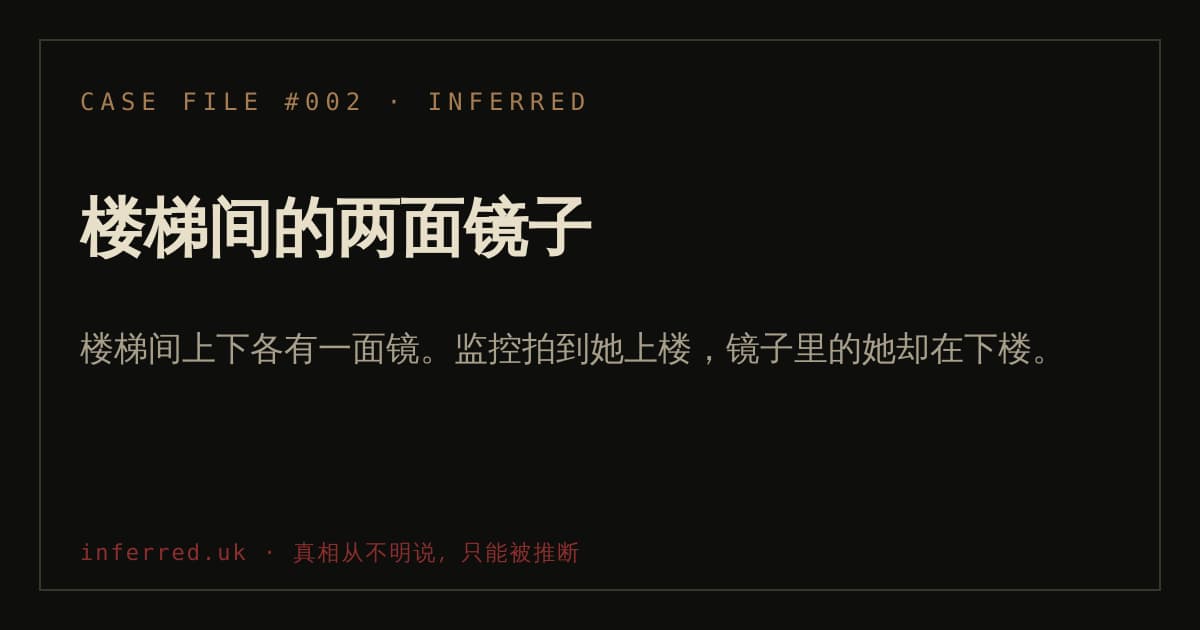 CASE FILE #002 · INFERRED
楼梯间的两面镜子
楼梯间上下各有一面镜。监控拍到她上楼，镜子里的她却在下楼。
inferred.uk · 真相从不明说，只能被推断